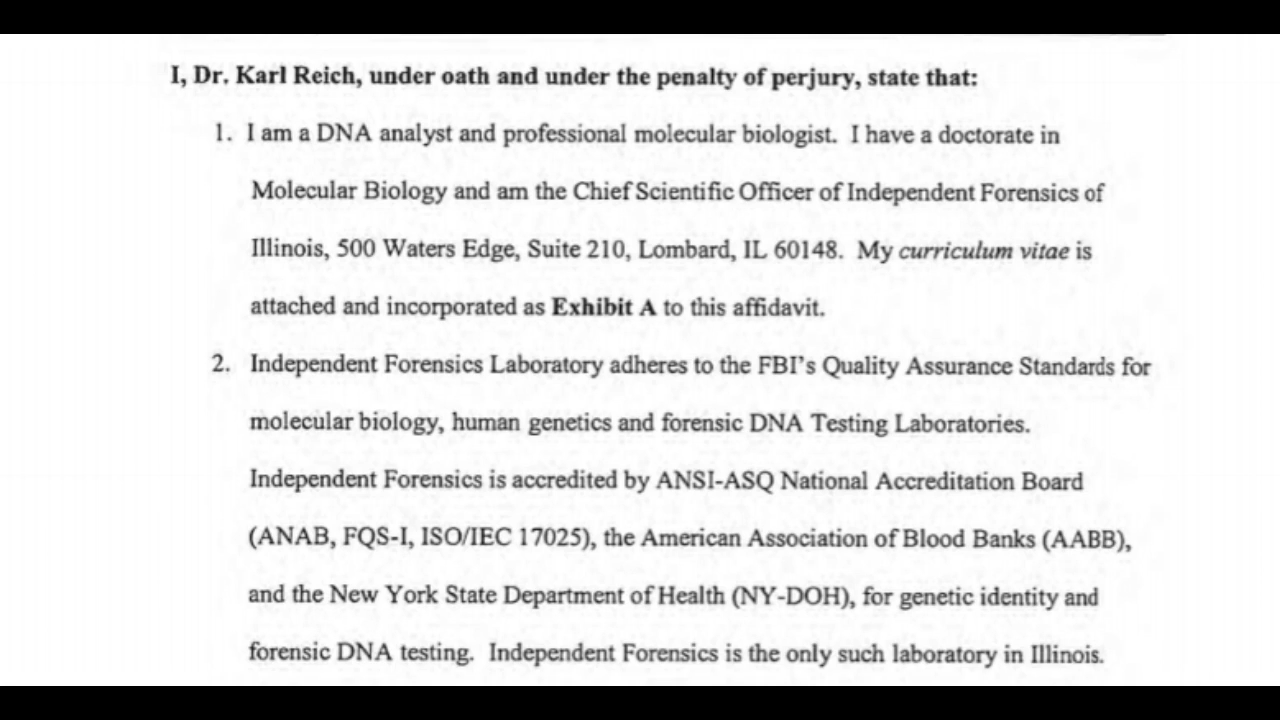 I, Dr. Karl Reich, under oath and under the penalty of perjury, state that:
1. I am a DNA analyst and professional molecular biologist. I have a doctorate in
Molecular Biology and am the Chief Scientific Officer of Independent Forensics of
Illinois, 500 Waters Edge, Suite 210, Lombard, IL 60148. My curriculum vitae is
attached and incorporated as Exhibit A to this affidavit.
2. Independent Forensics Laboratory adheres to the FBI's Quality Assurance Standards for
molecular biology, human genetics and forensic DNA Testing Laboratories.
Independent Forensics is accredited by ANSI-ASQ National Accreditation Board
(ANAB, FQS-I, ISO/IEC 17025), the American Association of Blood Banks (AABB),
and the New York State Department of Health (NY-DOH), for genetic identity and
forensic DNA testing. Independent Forensics is the only such laboratory in Illinois.